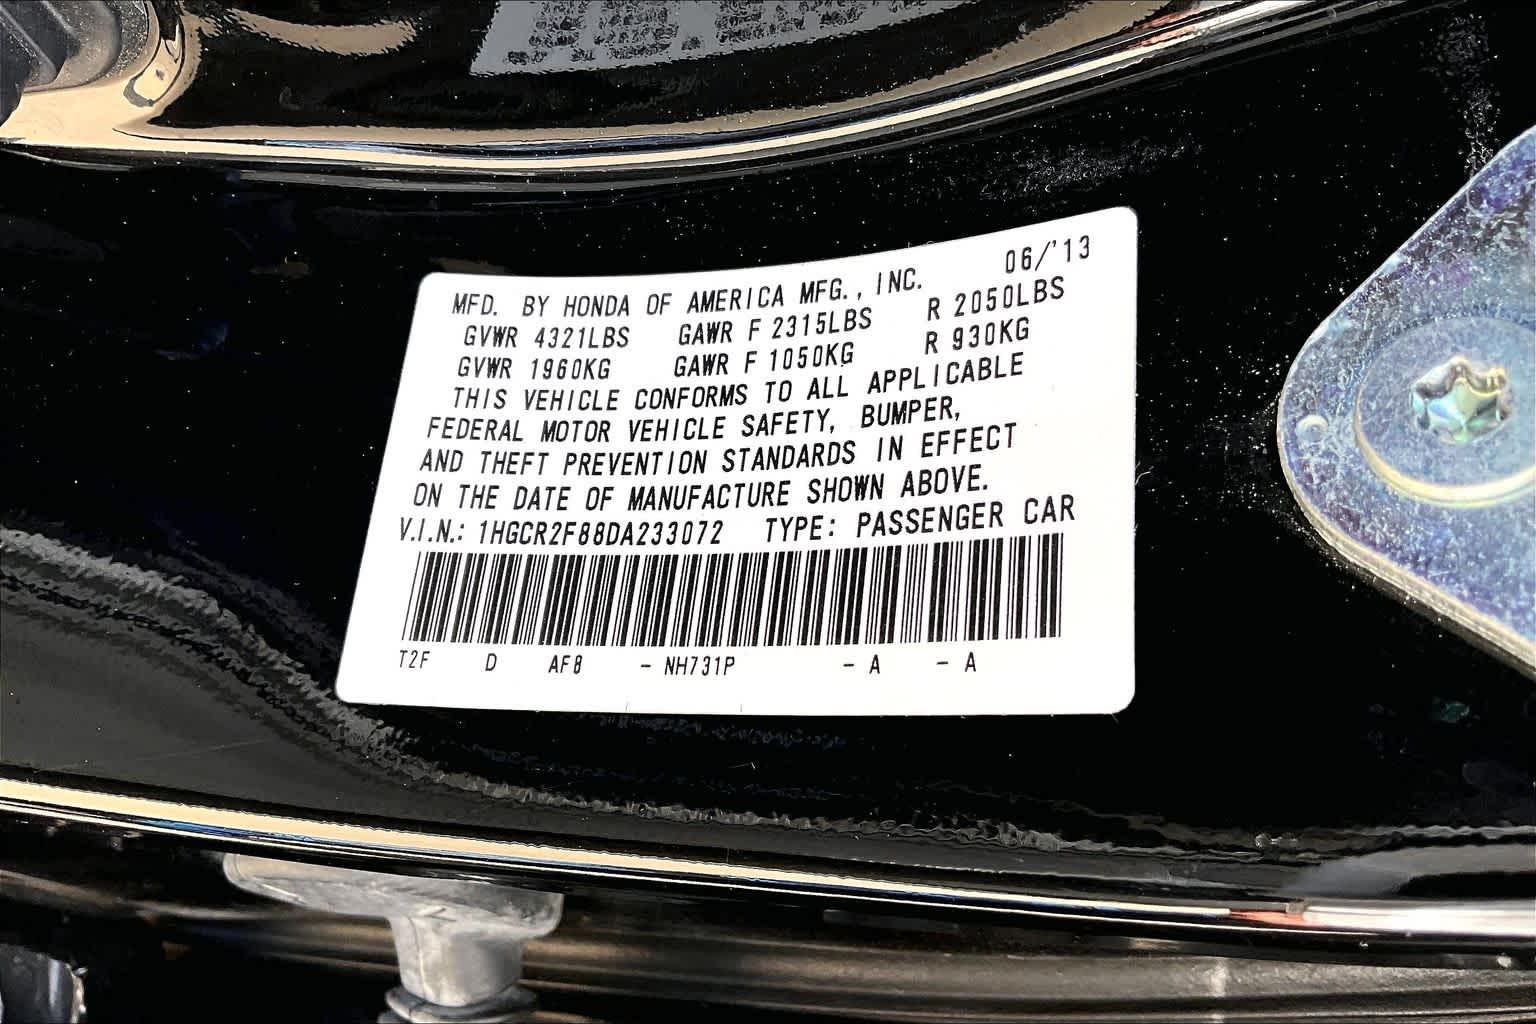 MFD. BY HONDA OF AMERICA MFG., INC. 06/'13
GVWR 4321LBS GAWR F 2315LBS R 2050LBS
GVWR 1960KG GAWR F 1050KG R 930KG
THIS VEHICLE CONFORMS TO ALL APPLICABLE
FEDERAL MOTOR VEHICLE SAFETY, BUMPER,
AND THEFT PREVENTION STANDARDS IN EFFECT
ON THE DATE OF MANUFACTURE SHOWN ABOVE.
V.I.N.: 1HGCR2F88DA233072 TYPE: PASSENGER CAR
T2F D AF8 - NH731P - A - A